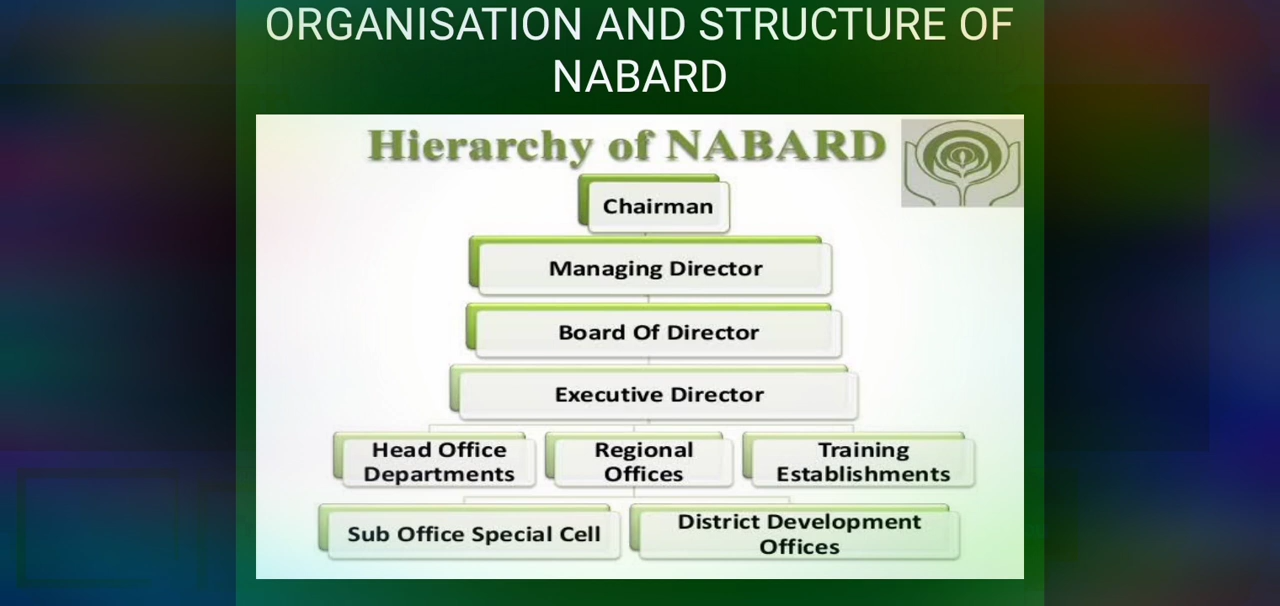 ORGANISATION AND STRUCTURE OF
NABARD
Hierarchy of NABARD
Chairman
Managing Director
Board Of Director
Executive Director
Head Office
Departments
Regional
Offices
Training
Establishments
Sub Office Special Cell
District Development
Offices